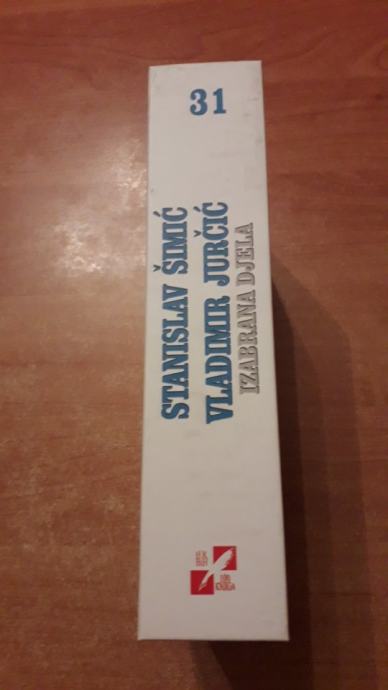 31
STANISLAV ŠIMIĆ
VLADIMIR JURČIĆ
IZABRANA DJELA